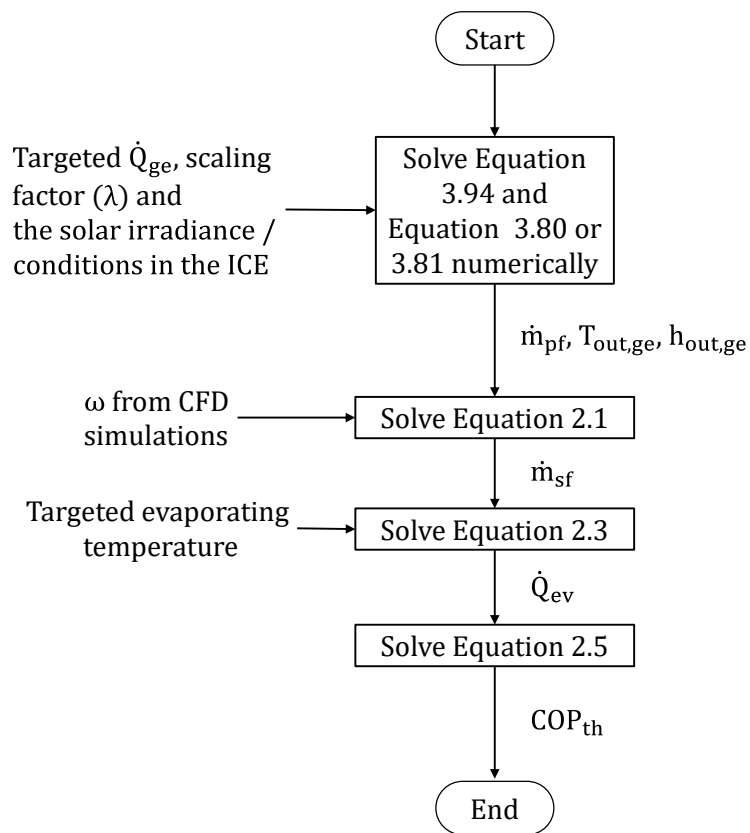 Start
Targeted Q̇ge, scaling
factor (λ) and
the solar irradiance /
conditions in the ICE
Solve Equation
3.94 and
Equation 3.80 or
3.81 numerically
ṁpf, Tout,ge, hout,ge
ω from CFD
simulations
Solve Equation 2.1
ṁsf
Targeted evaporating
temperature
Solve Equation 2.3
Q̇ev
Solve Equation 2.5
COPth
End